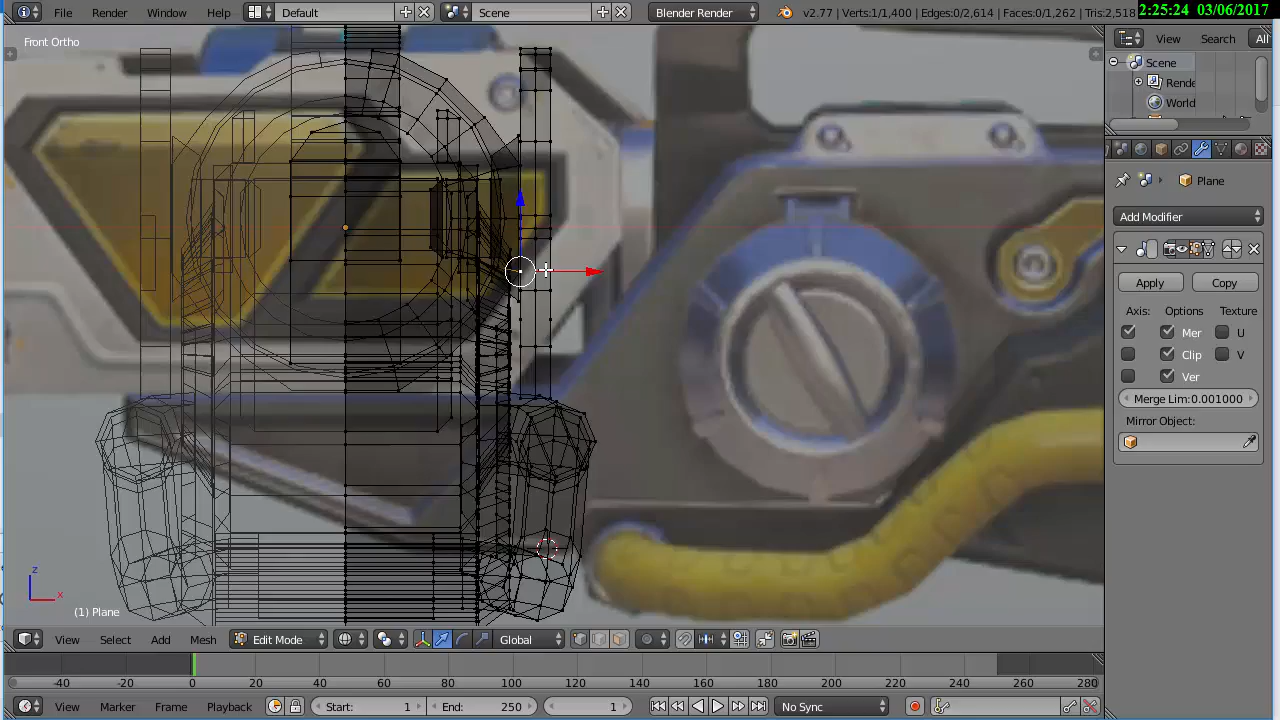 File Render Window Help Default Scene Blender Render v2.77 | Verts:1/1,400 | Edges:0/2,614 | Faces:0/1,262 | Tris:2,518
2:25:24 03/06/2017
Front Ortho
View Search All
Scene
Rende
World
Plane
Add Modifier
Apply Copy
Axis: Options Texture
Mer U
Clip V
Ver
Merge Lim:0.001000
Mirror Object:
z
x
(1) Plane
View Select Add Mesh Edit Mode Global
-40 -20 0 20 40 60 80 100 120 140 160 180 200 220 240 260 280
View Marker Frame Playback Start: 1 End: 250 1 No Sync